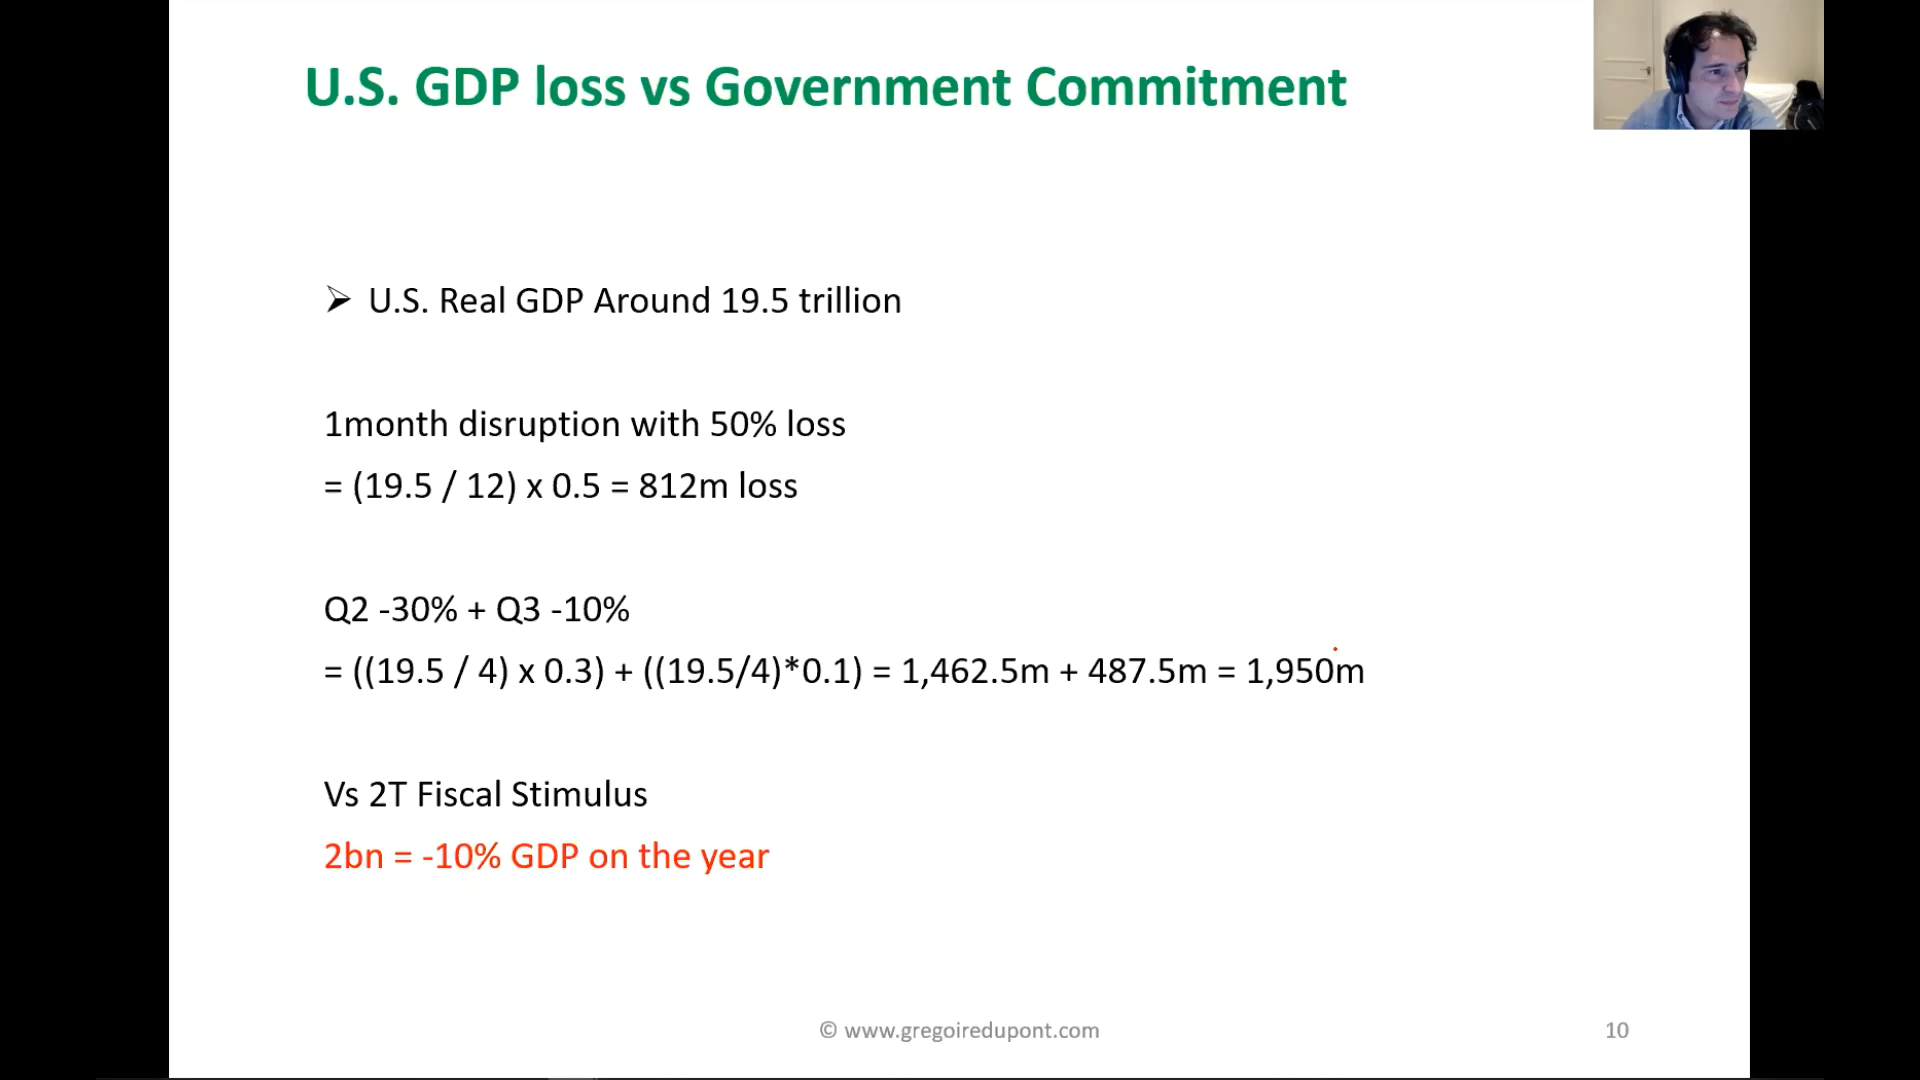 U.S. GDP loss vs Government Commitment
➢ U.S. Real GDP Around 19.5 trillion
1month disruption with 50% loss
= (19.5 / 12) x 0.5 = 812m loss
Q2 -30% + Q3 -10%
= ((19.5 / 4) x 0.3) + ((19.5/4)*0.1) = 1,462.5m + 487.5m = 1,950m
Vs 2T Fiscal Stimulus
2bn = -10% GDP on the year
© www.gregoiredupont.com
10